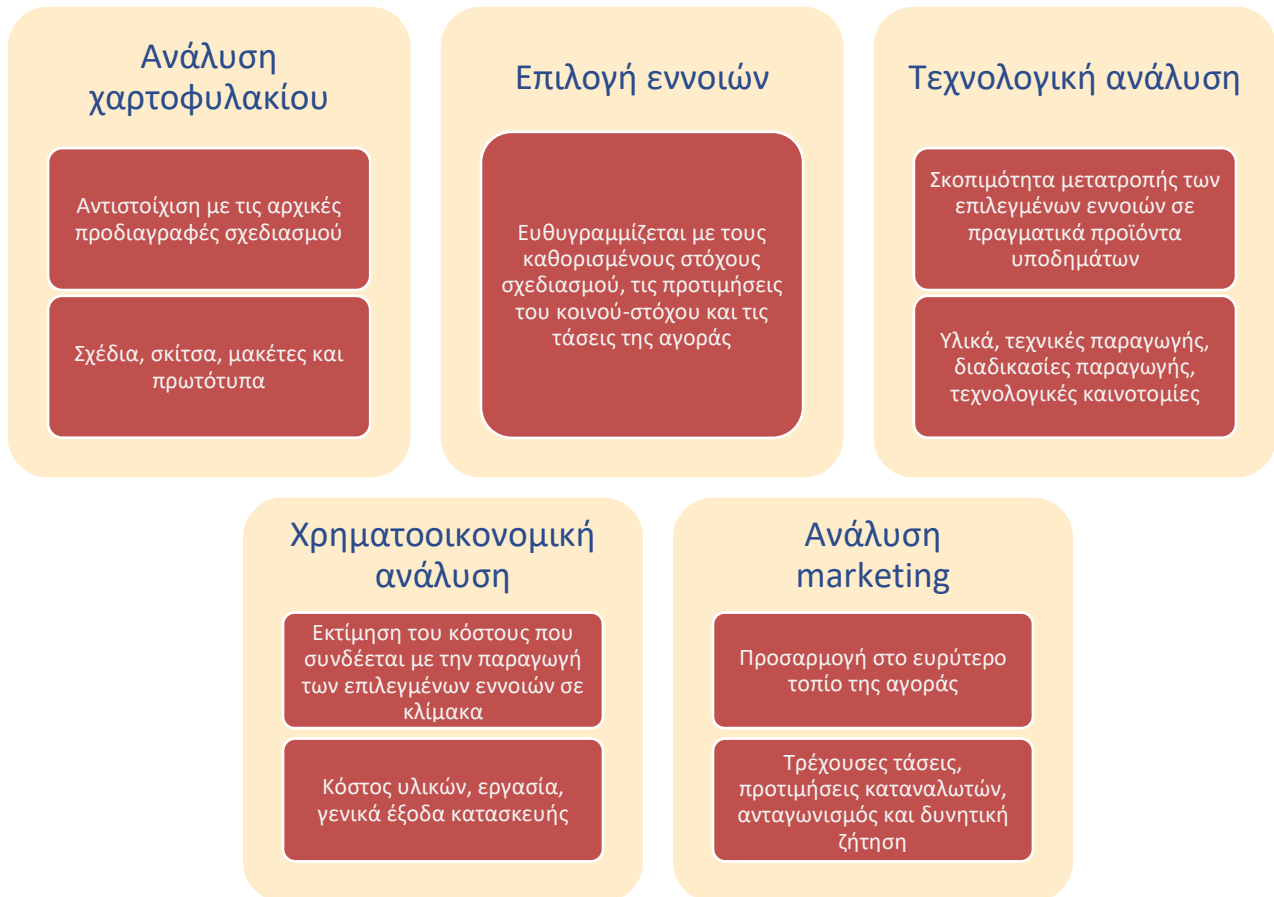 Ανάλυση
χαρτοφυλακίου
Αντιστοίχιση με τις αρχικές
προδιαγραφές σχεδιασμού
Σχέδια, σκίτσα, μακέτες και
πρωτότυπα
Επιλογή εννοιών
Ευθυγραμμίζεται με τους
καθορισμένους στόχους
σχεδιασμού, τις προτιμήσεις
του κοινού-στόχου και τις
τάσεις της αγοράς
Τεχνολογική ανάλυση
Σκοπιμότητα μετατροπής των
επιλεγμένων εννοιών σε
πραγματικά προϊόντα
υποδημάτων
Υλικά, τεχνικές παραγωγής,
διαδικασίες παραγωγής,
τεχνολογικές καινοτομίες
Χρηματοοικονομική
ανάλυση
Εκτίμηση του κόστους που
συνδέεται με την παραγωγή
των επιλεγμένων εννοιών σε
κλίμακα
Κόστος υλικών, εργασία,
γενικά έξοδα κατασκευής
Ανάλυση
marketing
Προσαρμογή στο ευρύτερο
τοπίο της αγοράς
Τρέχουσες τάσεις,
προτιμήσεις καταναλωτών,
ανταγωνισμός και δυνητική
ζήτηση